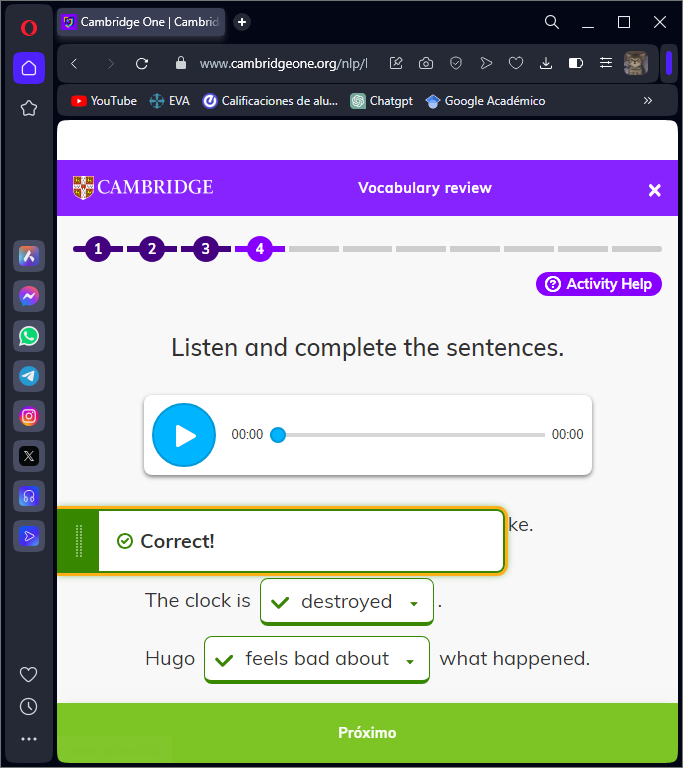 Cambridge One | Cambrid
www.cambridgeone.org/nlp/l
YouTube
EVA
Calificaciones de alu...
Chatgpt
Google Académico
CAMBRIDGE
Vocabulary review
1 2 3 4
Activity Help
Listen and complete the sentences.
00:00
00:00
ke.
Correct!
The clock is destroyed .
Hugo feels bad about what happened.
Próximo